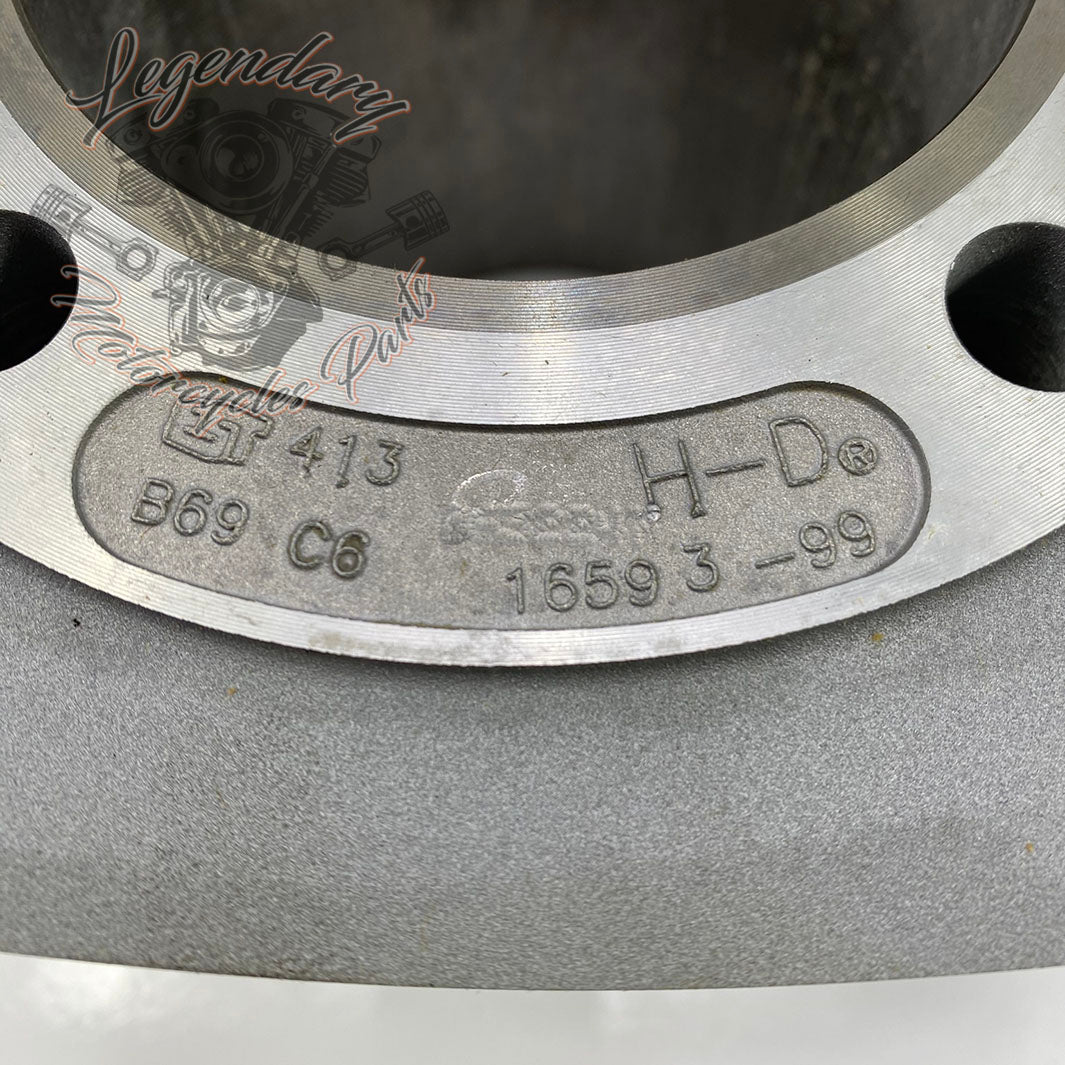 Legendary
Motorcycles Parts
413
H-D®
B69 C6
16593-99